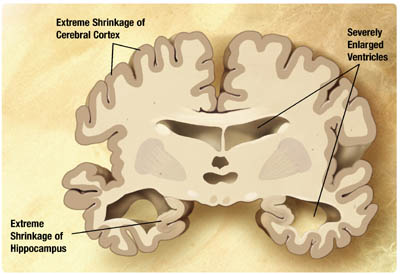 Extreme Shrinkage of
Cerebral Cortex
Severely
Enlarged
Ventricles
Extreme
Shrinkage of
Hippocampus